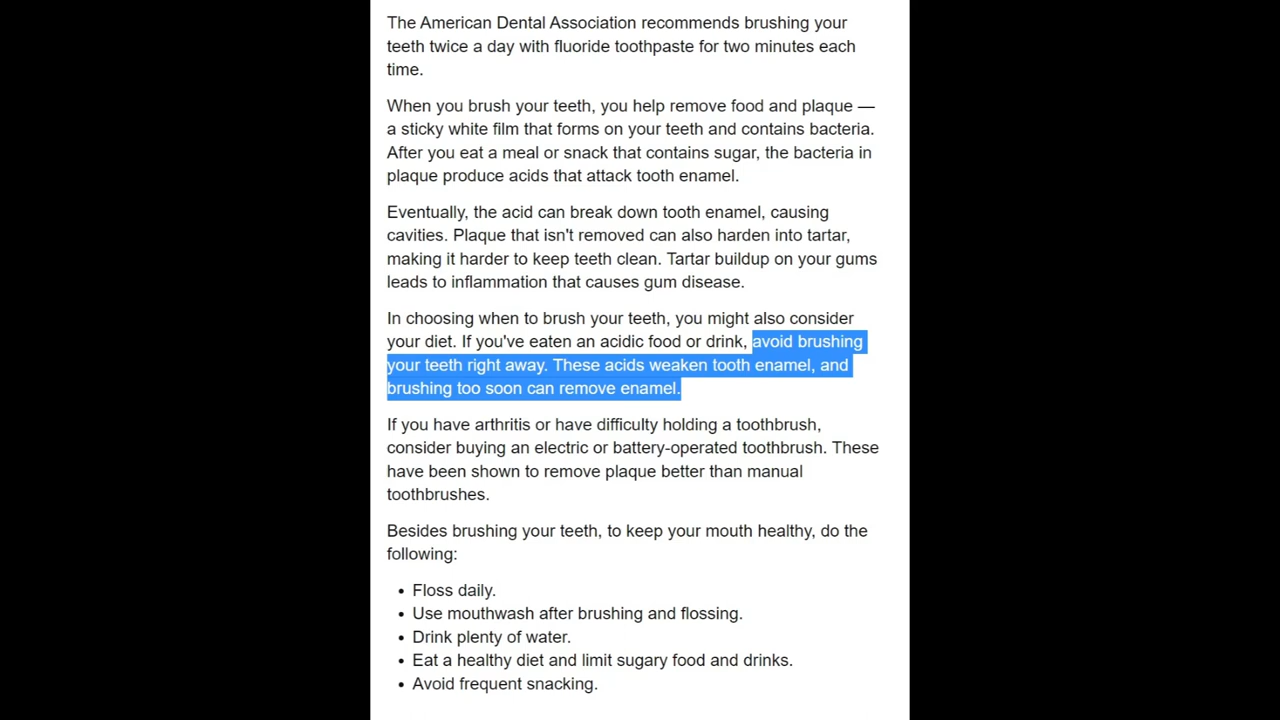 The American Dental Association recommends brushing your
teeth twice a day with fluoride toothpaste for two minutes each
time.
When you brush your teeth, you help remove food and plaque —
a sticky white film that forms on your teeth and contains bacteria.
After you eat a meal or snack that contains sugar, the bacteria in
plaque produce acids that attack tooth enamel.
Eventually, the acid can break down tooth enamel, causing
cavities. Plaque that isn't removed can also harden into tartar,
making it harder to keep teeth clean. Tartar buildup on your gums
leads to inflammation that causes gum disease.
In choosing when to brush your teeth, you might also consider
your diet. If you've eaten an acidic food or drink, avoid brushing
your teeth right away. These acids weaken tooth enamel, and
brushing too soon can remove enamel.
If you have arthritis or have difficulty holding a toothbrush,
consider buying an electric or battery-operated toothbrush. These
have been shown to remove plaque better than manual
toothbrushes.
Besides brushing your teeth, to keep your mouth healthy, do the
following:
• Floss daily.
• Use mouthwash after brushing and flossing.
• Drink plenty of water.
• Eat a healthy diet and limit sugary food and drinks.
• Avoid frequent snacking.